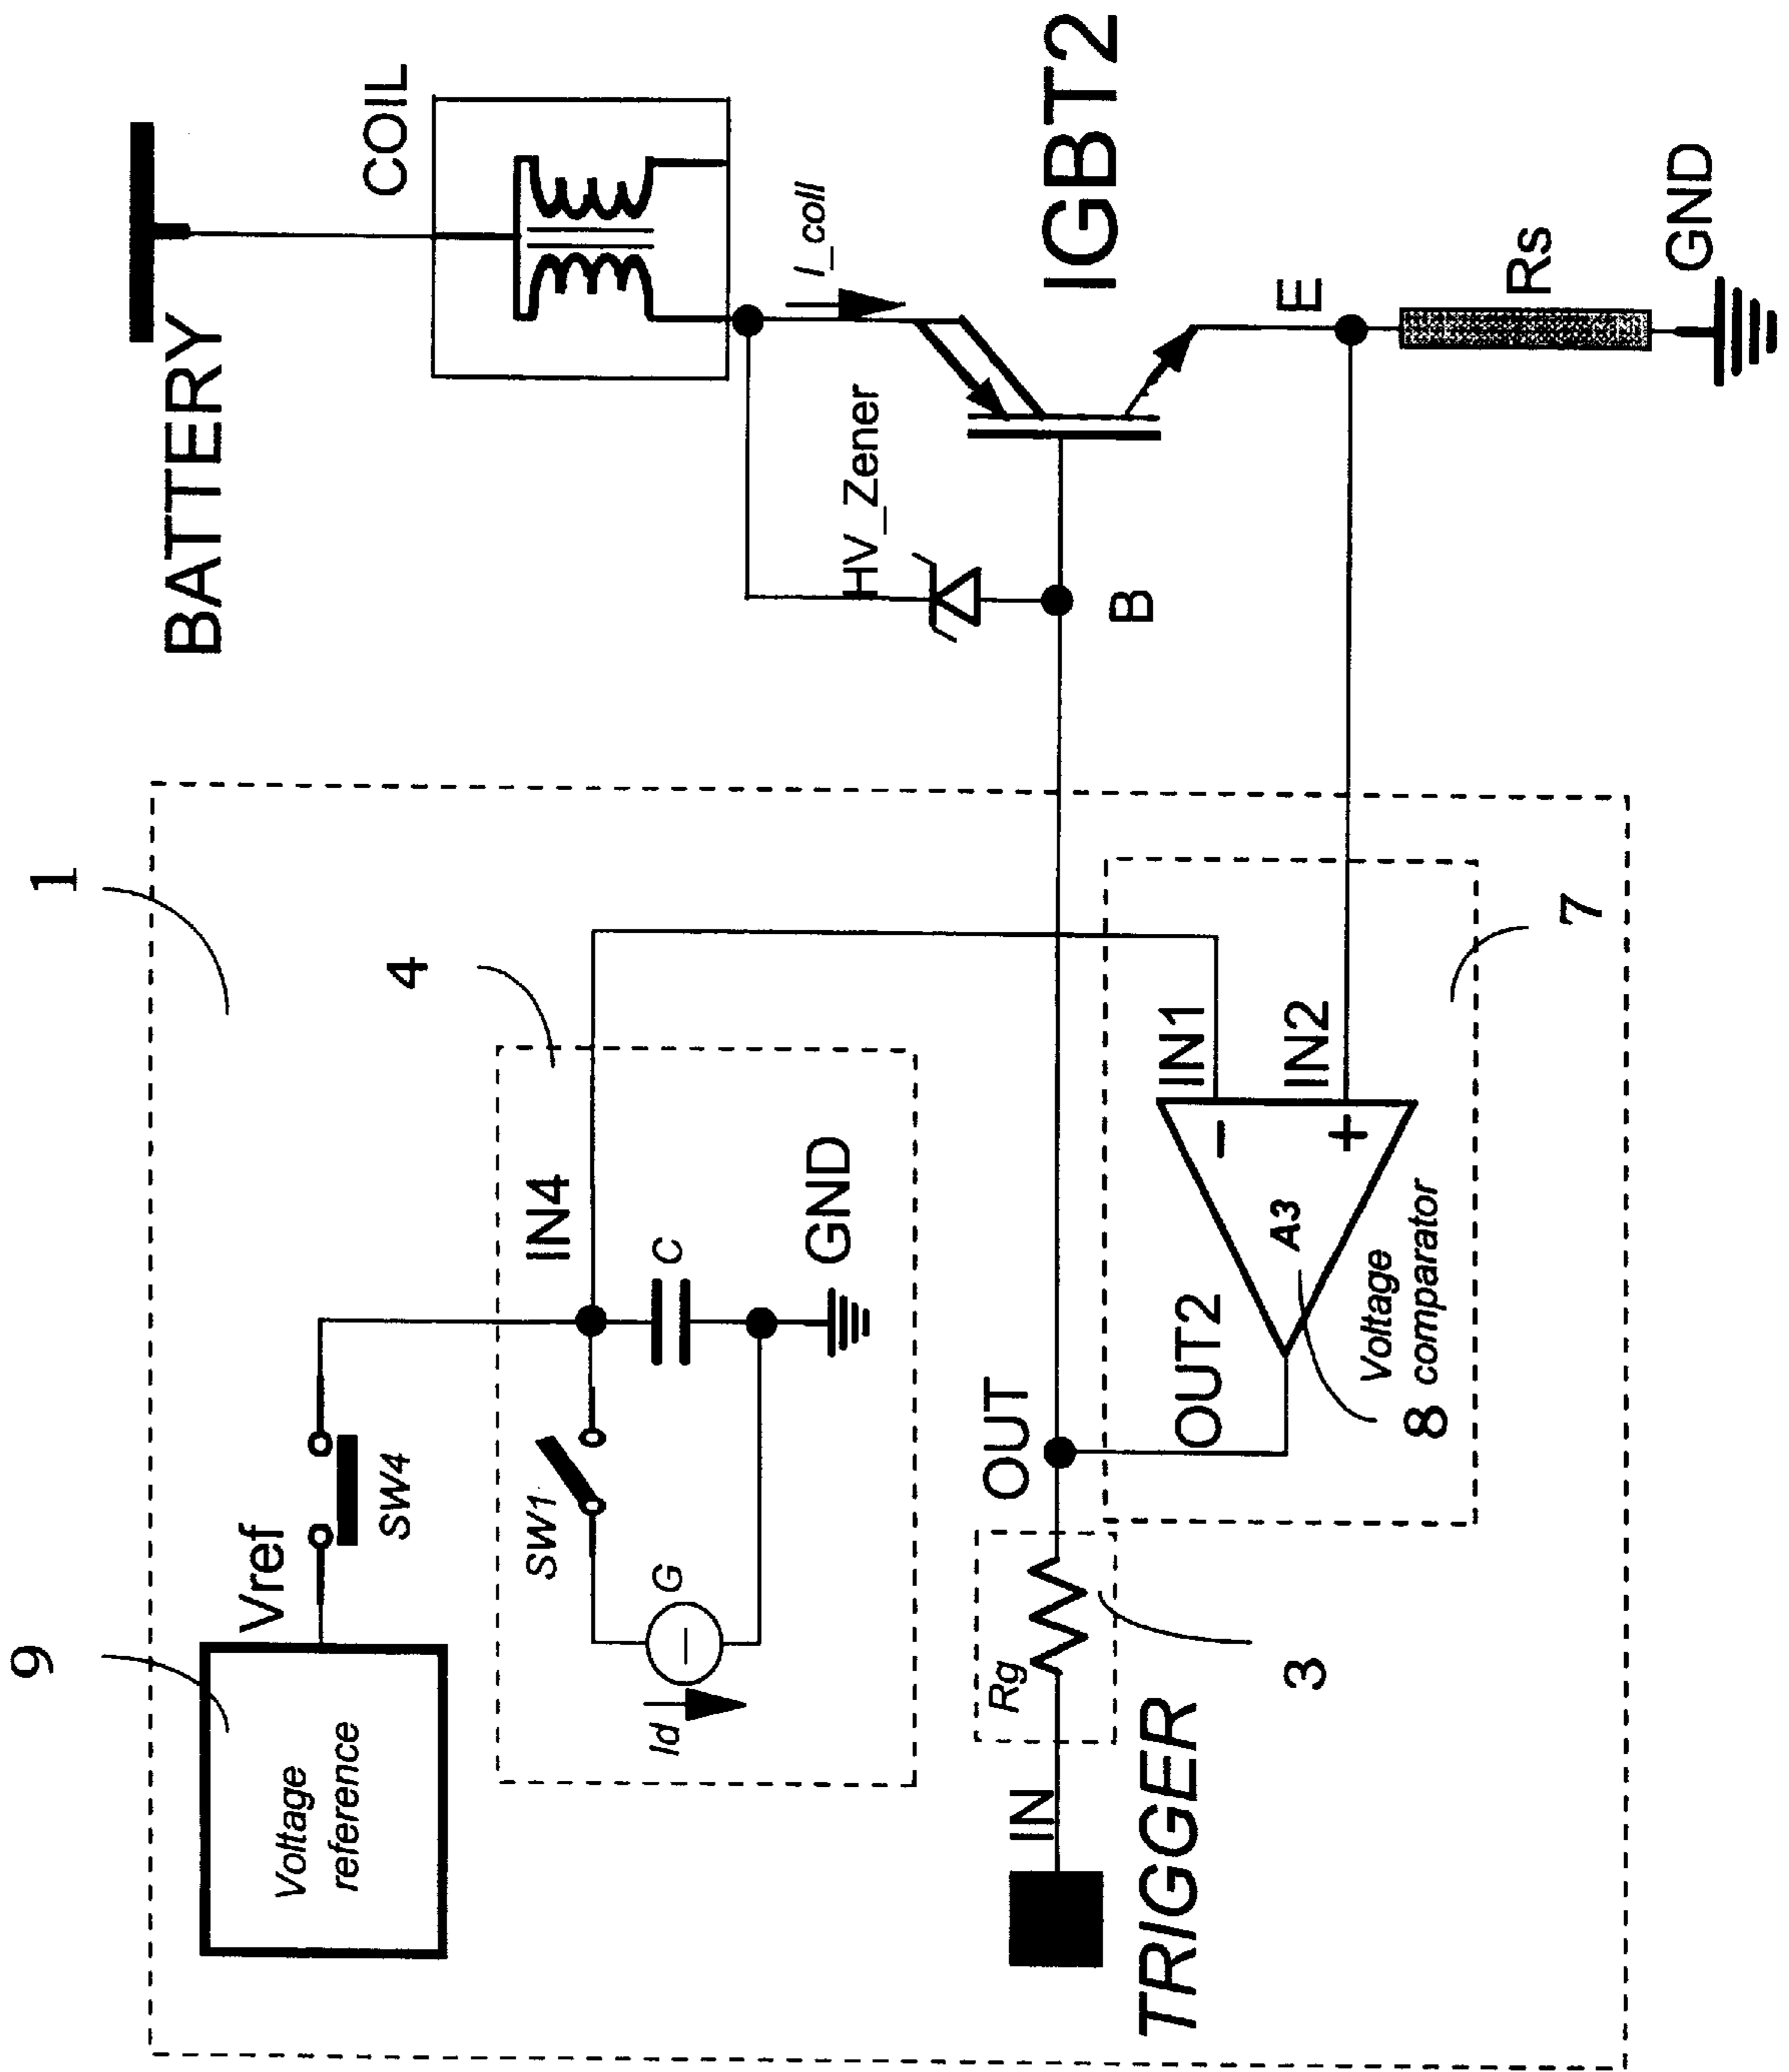 1
BATTERY
COIL
9
Vref
SW4
Voltage
reference
4
IN4
SW1
G
Id
C
GND
I_coll
HV_Zener
IGBT2
B
E
Rs
GND
OUT
Rg
IN
TRIGGER
3
OUT2
IN1
IN2
−
+
A3
Voltage
comparator
8
7